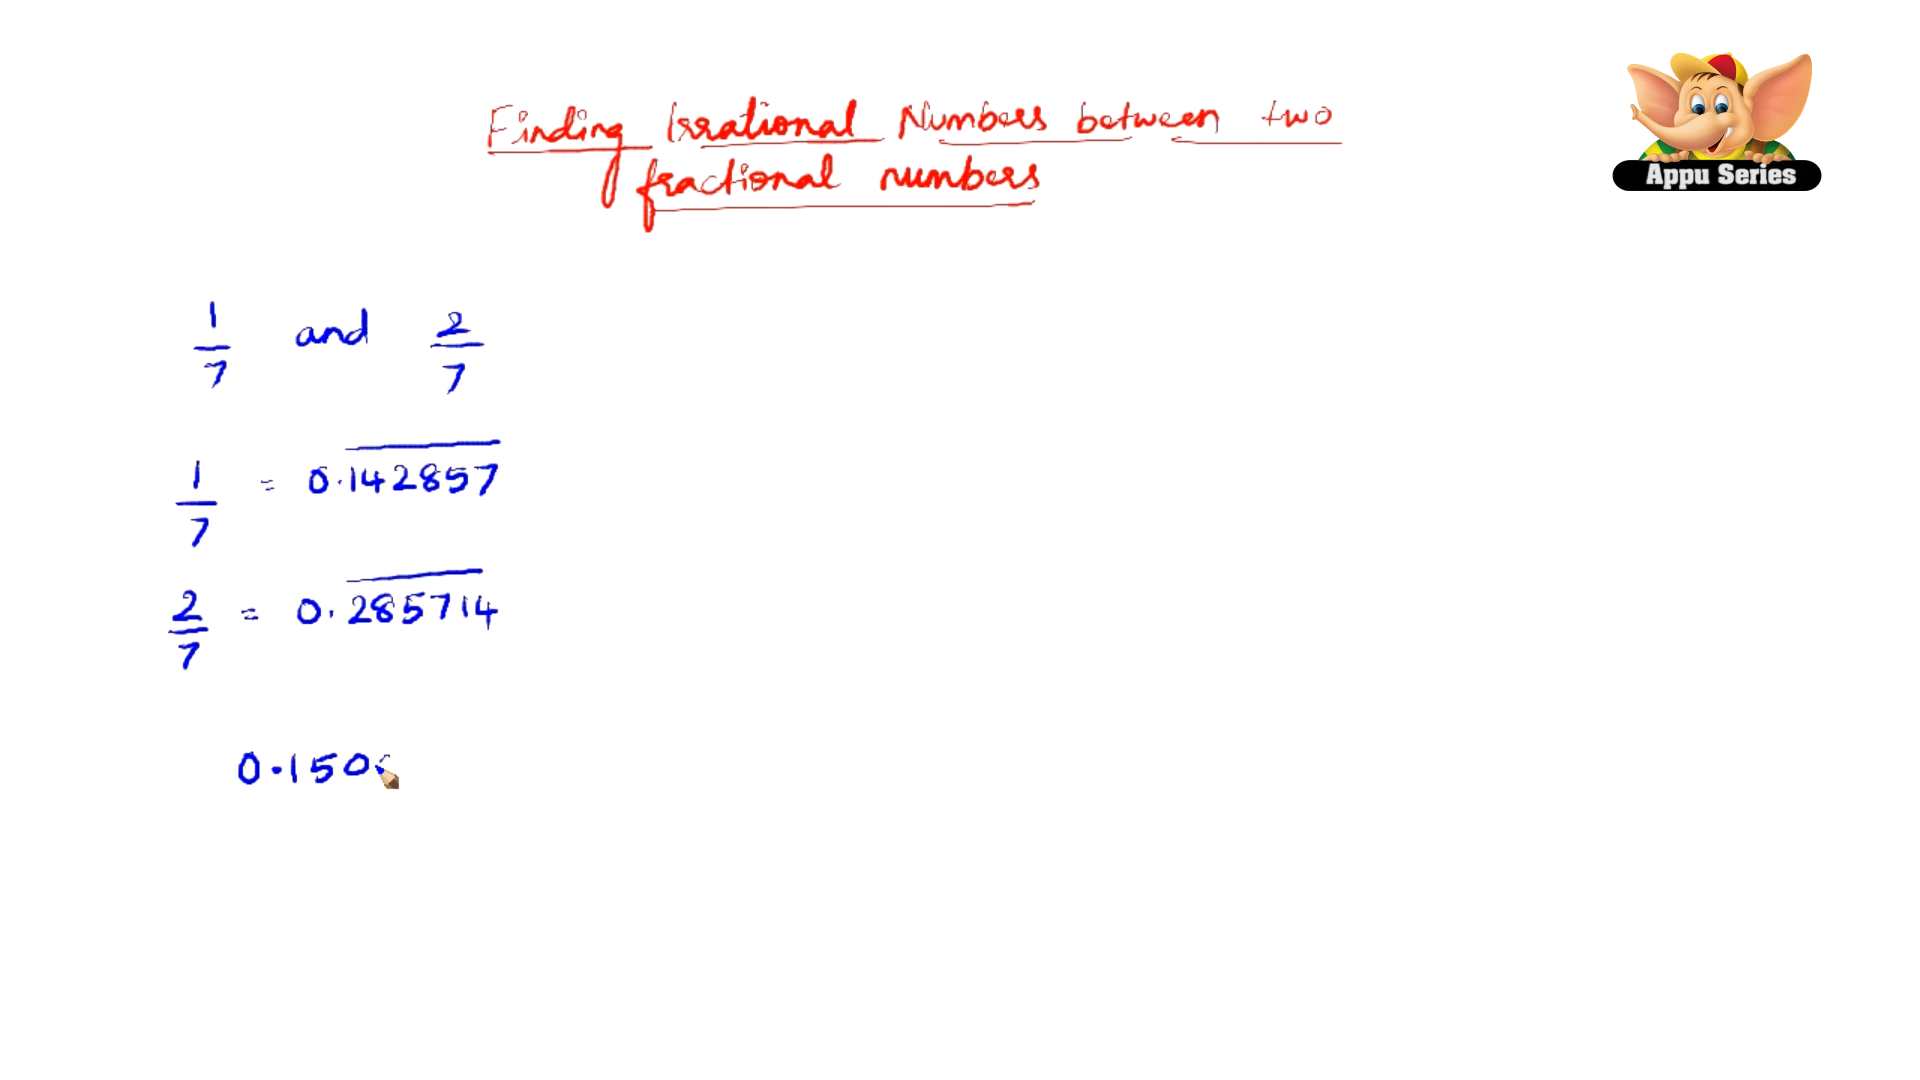 Finding Irrational Numbers between two
fractional numbers
Appu Series
1/7 and 2/7
1/7 = 0.142857
2/7 = 0.285714
0.150